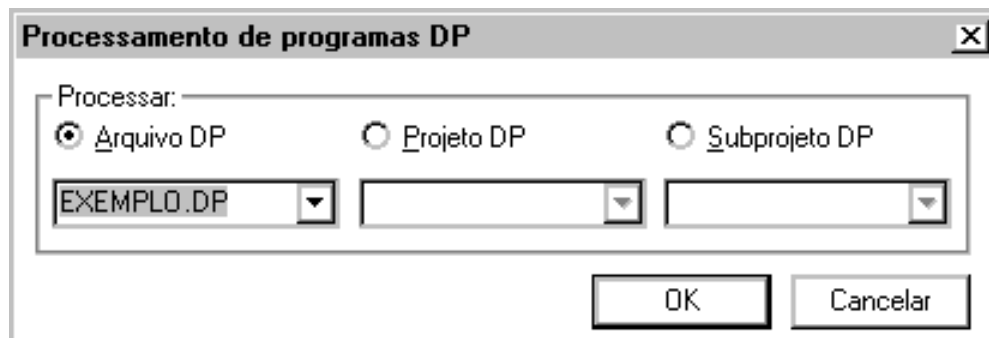 Processamento de programas DP
Processar:
Arquivo DP Projeto DP Subprojeto DP
EXEMPLO.DP
OK Cancelar